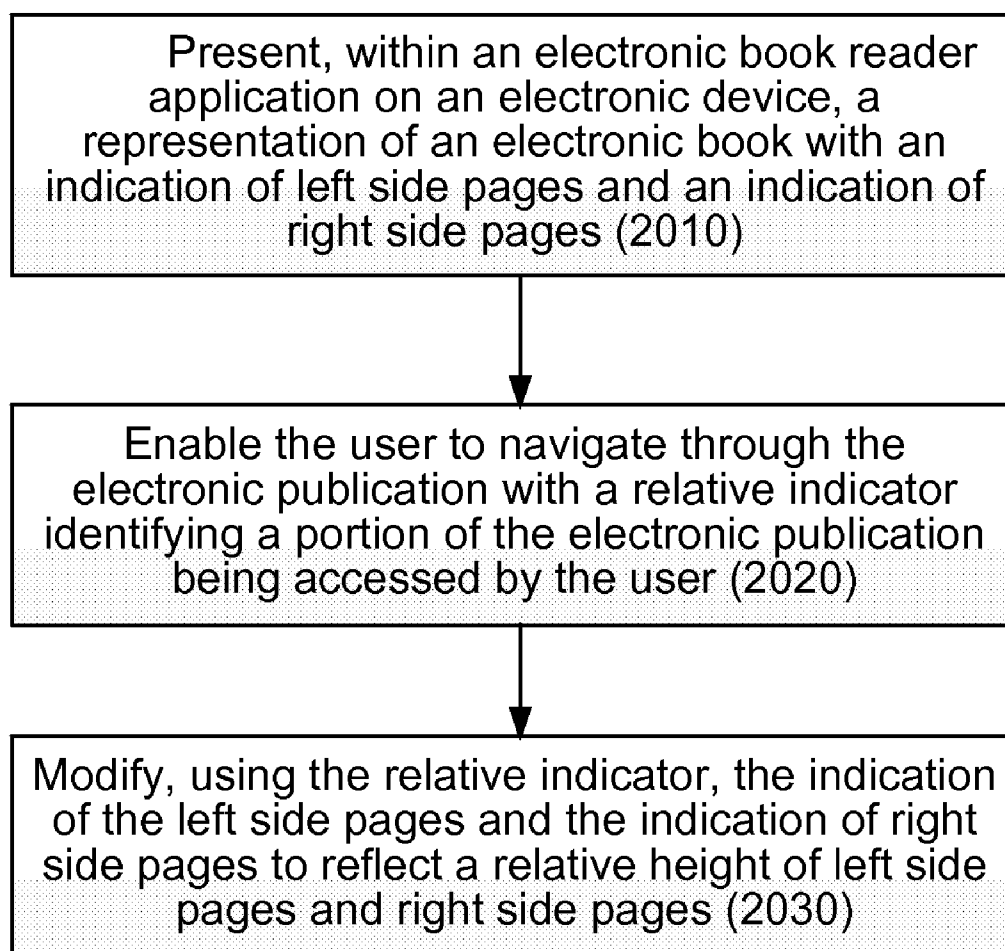 Present, within an electronic book reader
application on an electronic device, a
representation of an electronic book with an
indication of left side pages and an indication of
right side pages (2010)
Enable the user to navigate through the
electronic publication with a relative indicator
identifying a portion of the electronic publication
being accessed by the user (2020)
Modify, using the relative indicator, the indication
of the left side pages and the indication of right
side pages to reflect a relative height of left side
pages and right side pages (2030)